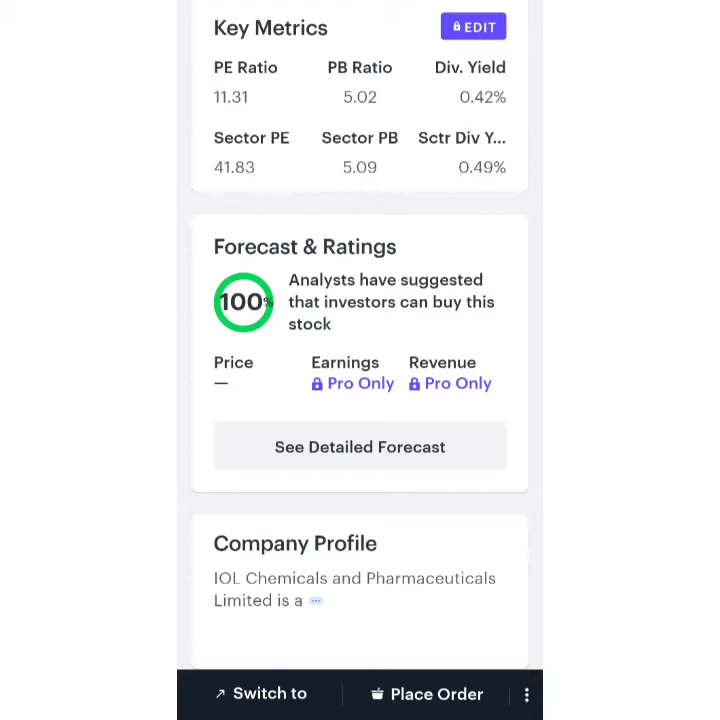 Key Metrics
EDIT
PE Ratio PB Ratio Div. Yield
11.31 5.02 0.42%
Sector PE Sector PB Sctr Div Y...
41.83 5.09 0.49%
Forecast & Ratings
100%
Analysts have suggested
that investors can buy this
stock
Price Earnings Revenue
— Pro Only Pro Only
See Detailed Forecast
Company Profile
IOL Chemicals and Pharmaceuticals
Limited is a ...
Switch to Place Order